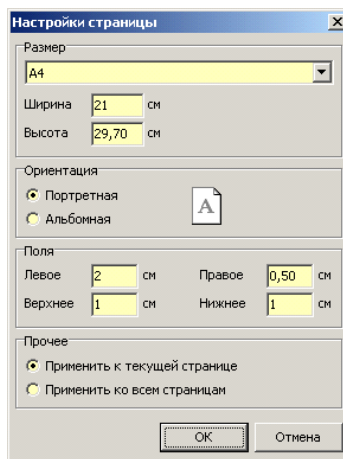 Настройки страницы
Размер
A4
Ширина 21 см
Высота 29,70 см
Ориентация
Портретная
Альбомная
A
Поля
Левое 2 см Правое 0,50 см
Верхнее 1 см Нижнее 1 см
Прочее
Применить к текущей странице
Применить ко всем страницам
OK Отмена